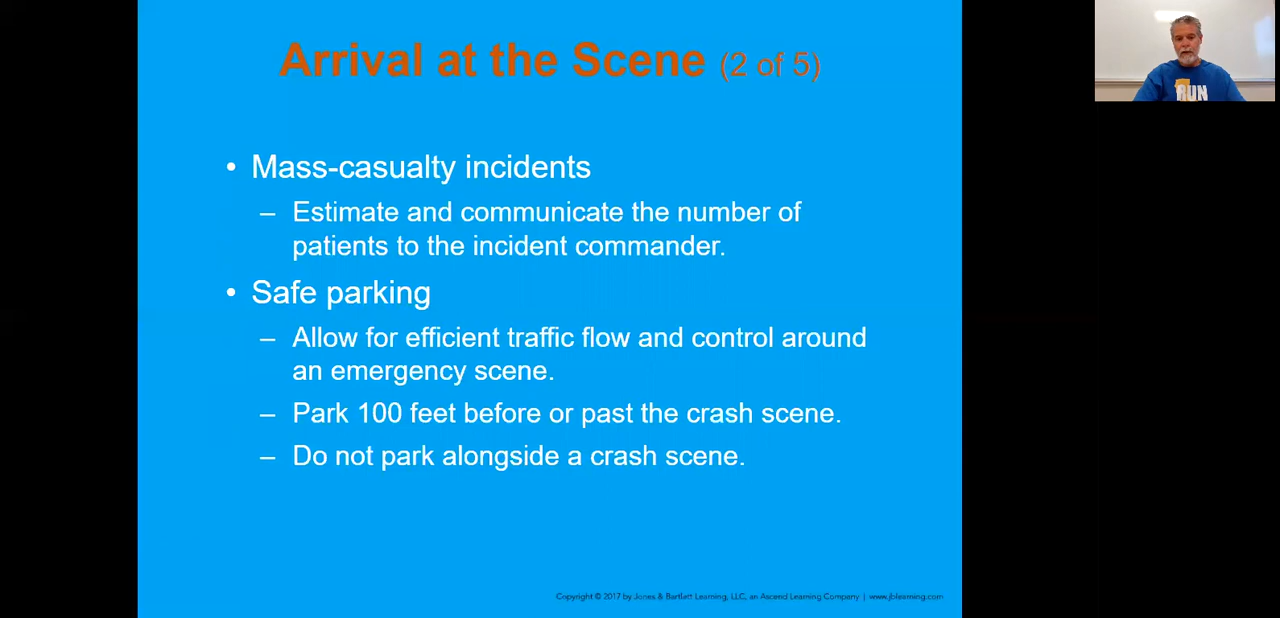 Arrival at the Scene (2 of 5)
RUN
• Mass-casualty incidents
– Estimate and communicate the number of
patients to the incident commander.
• Safe parking
– Allow for efficient traffic flow and control around
an emergency scene.
– Park 100 feet before or past the crash scene.
– Do not park alongside a crash scene.
Copyright © 2017 by Jones & Bartlett Learning, LLC, an Ascend Learning Company | www.jblearning.com